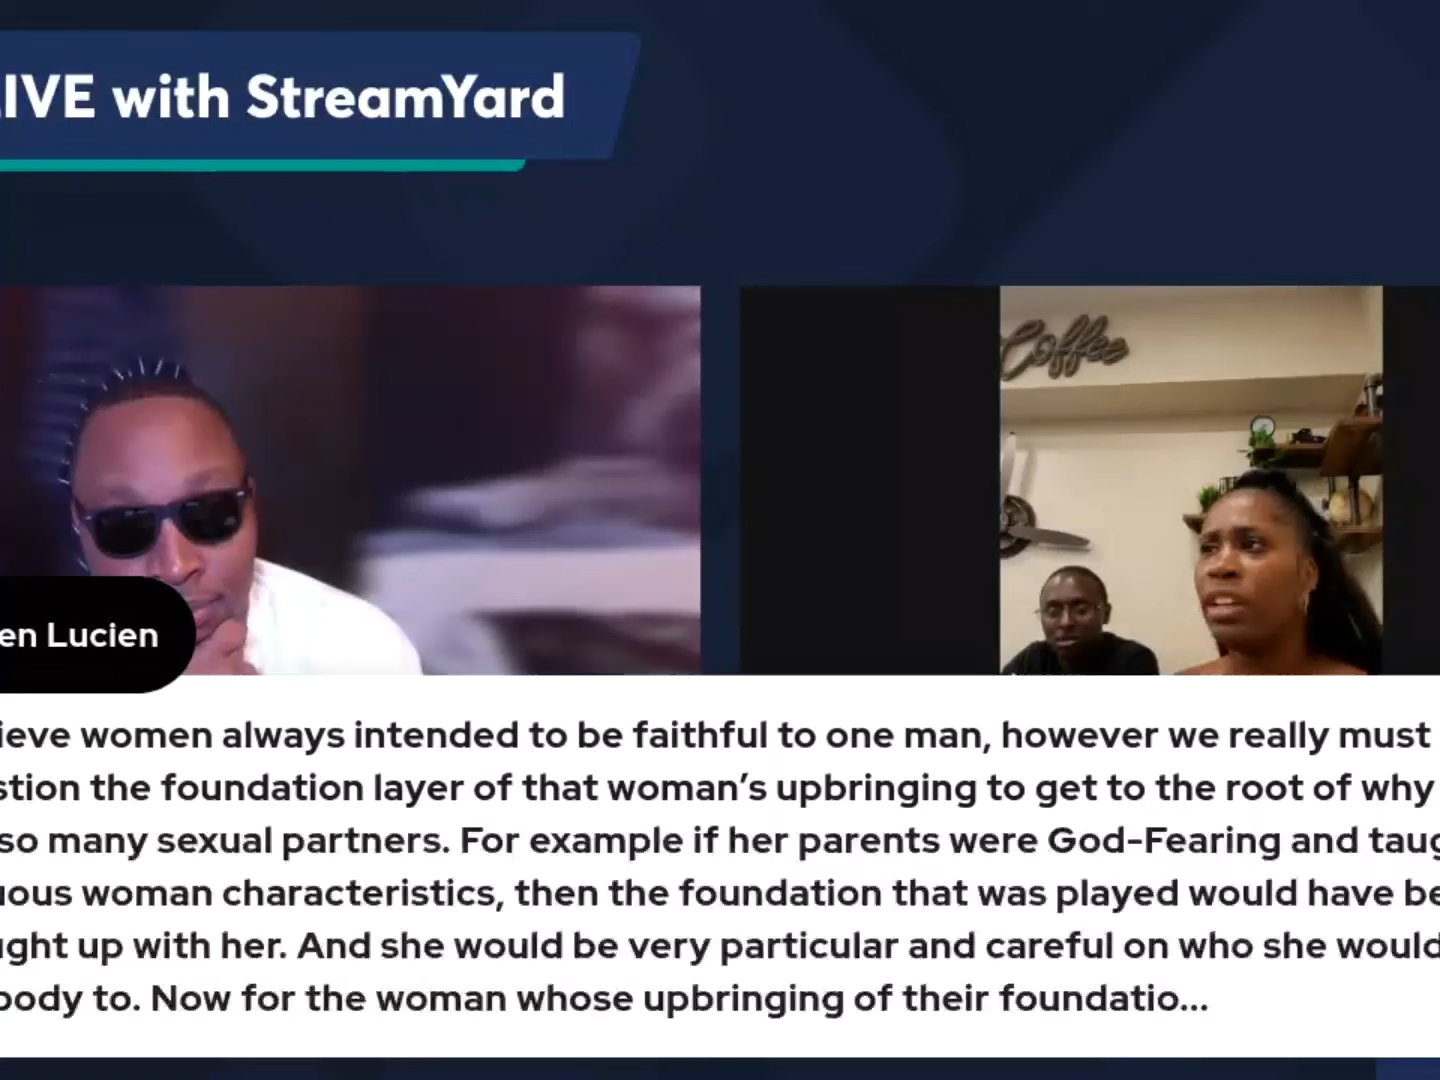 IVE with StreamYard
Coffee
en Lucien
ieve women always intended to be faithful to one man, however we really must
stion the foundation layer of that woman’s upbringing to get to the root of why
so many sexual partners. For example if her parents were God-Fearing and taug
uous woman characteristics, then the foundation that was played would have be
ught up with her. And she would be very particular and careful on who she would
body to. Now for the woman whose upbringing of their foundatio...